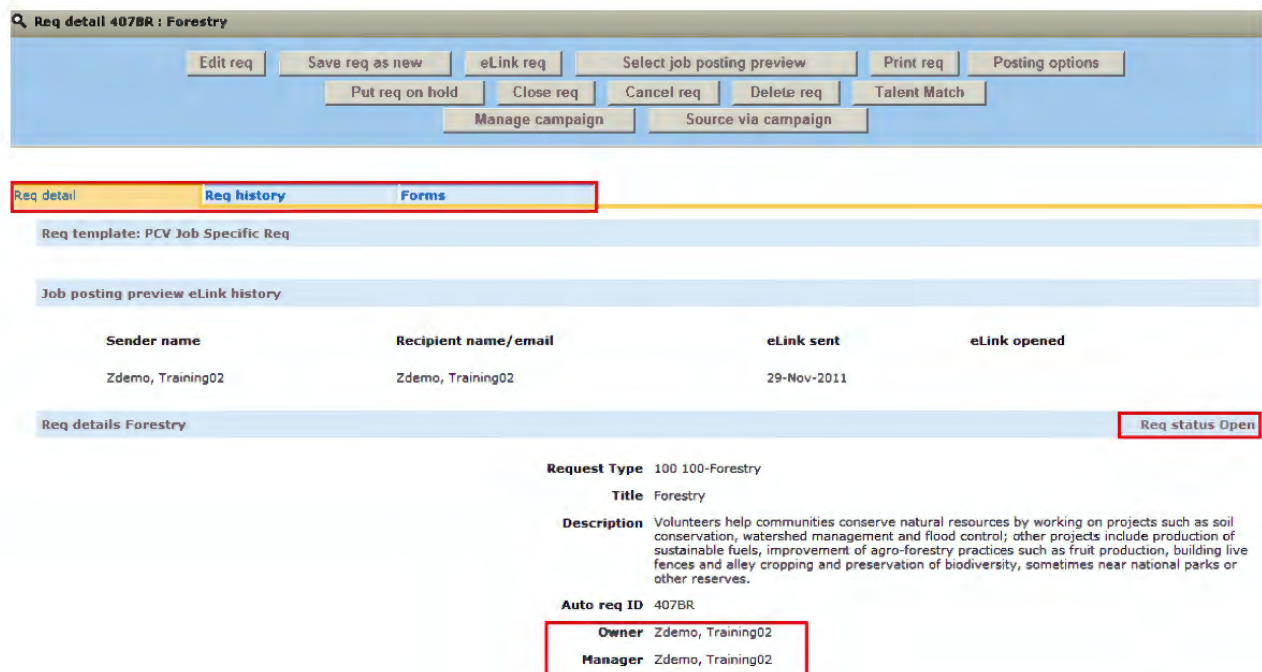 Req detail 407BR : Forestry
Edit req Save req as new eLink req Select job posting preview Print req Posting options
Put req on hold Close req Cancel req Delete req Talent Match
Manage campaign Source via campaign
Req detail Req history Forms
Req template: PCV Job Specific Req
Job posting preview eLink history
Sender name Recipient name/email eLink sent eLink opened
Zdemo, Training02 Zdemo, Training02 29-Nov-2011
Req details Forestry Req status Open
Request Type 100 100-Forestry
Title Forestry
Description Volunteers help communities conserve natural resources by working on projects such as soil
conservation, watershed management and flood control; other projects include production of
sustainable fuels, improvement of agro-forestry practices such as fruit production, building live
fences and alley cropping and preservation of biodiversity, sometimes near national parks or
other reserves.
Auto req ID 407BR
Owner Zdemo, Training02
Manager Zdemo, Training02